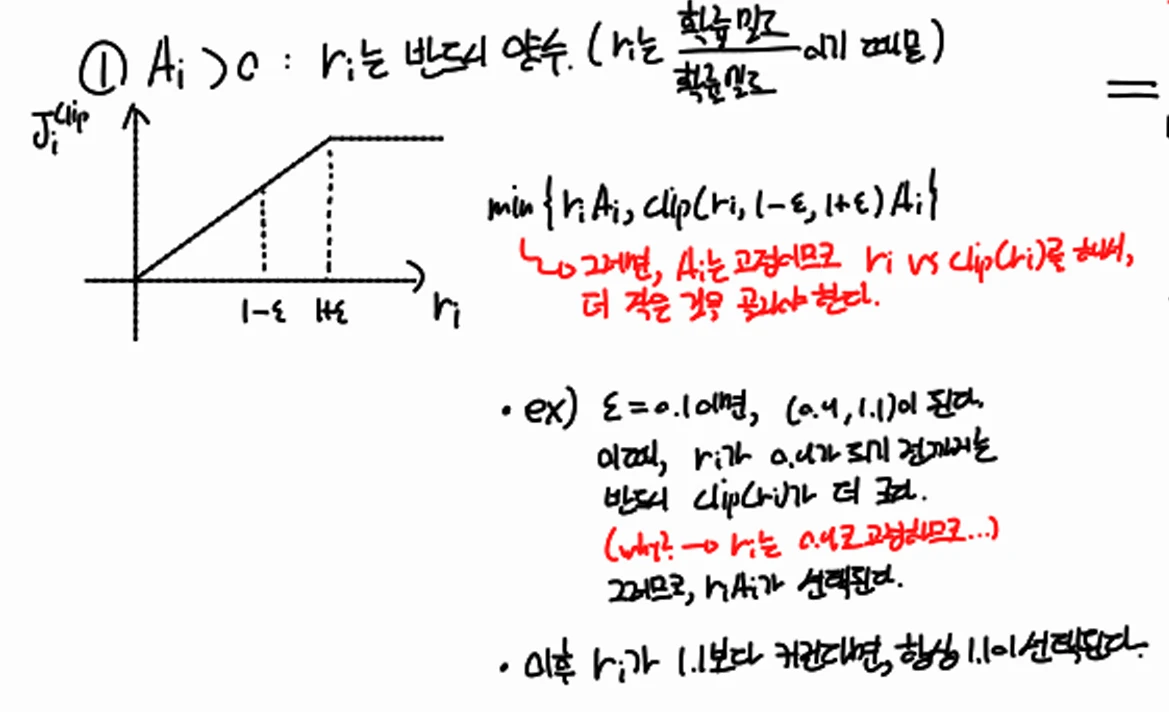 ① Ai > 0 : ri는 반드시 양수. (ri는 확률밀도/확률밀도 이기 때문)
Ji^clip
=
min{riAi, clip(ri, 1-ε, 1+ε)Ai}
↳ 그러면, Ai는 고정이므로 ri vs clip(ri)를 해서,
더 작은 것을 골라야 한다.
1-ε 1+ε ri
• ex) ε=0.1이면, (0.9, 1.1)이 된다.
이때, ri가 0.9가 되기 전까지는
반드시 clip(ri)가 더 크다.
(why? → ri는 0.9로 고정하므로...)
그러므로, riAi가 선택된다.
• 이후 ri가 1.1보다 커진다면, 항상 1.1이 선택된다.